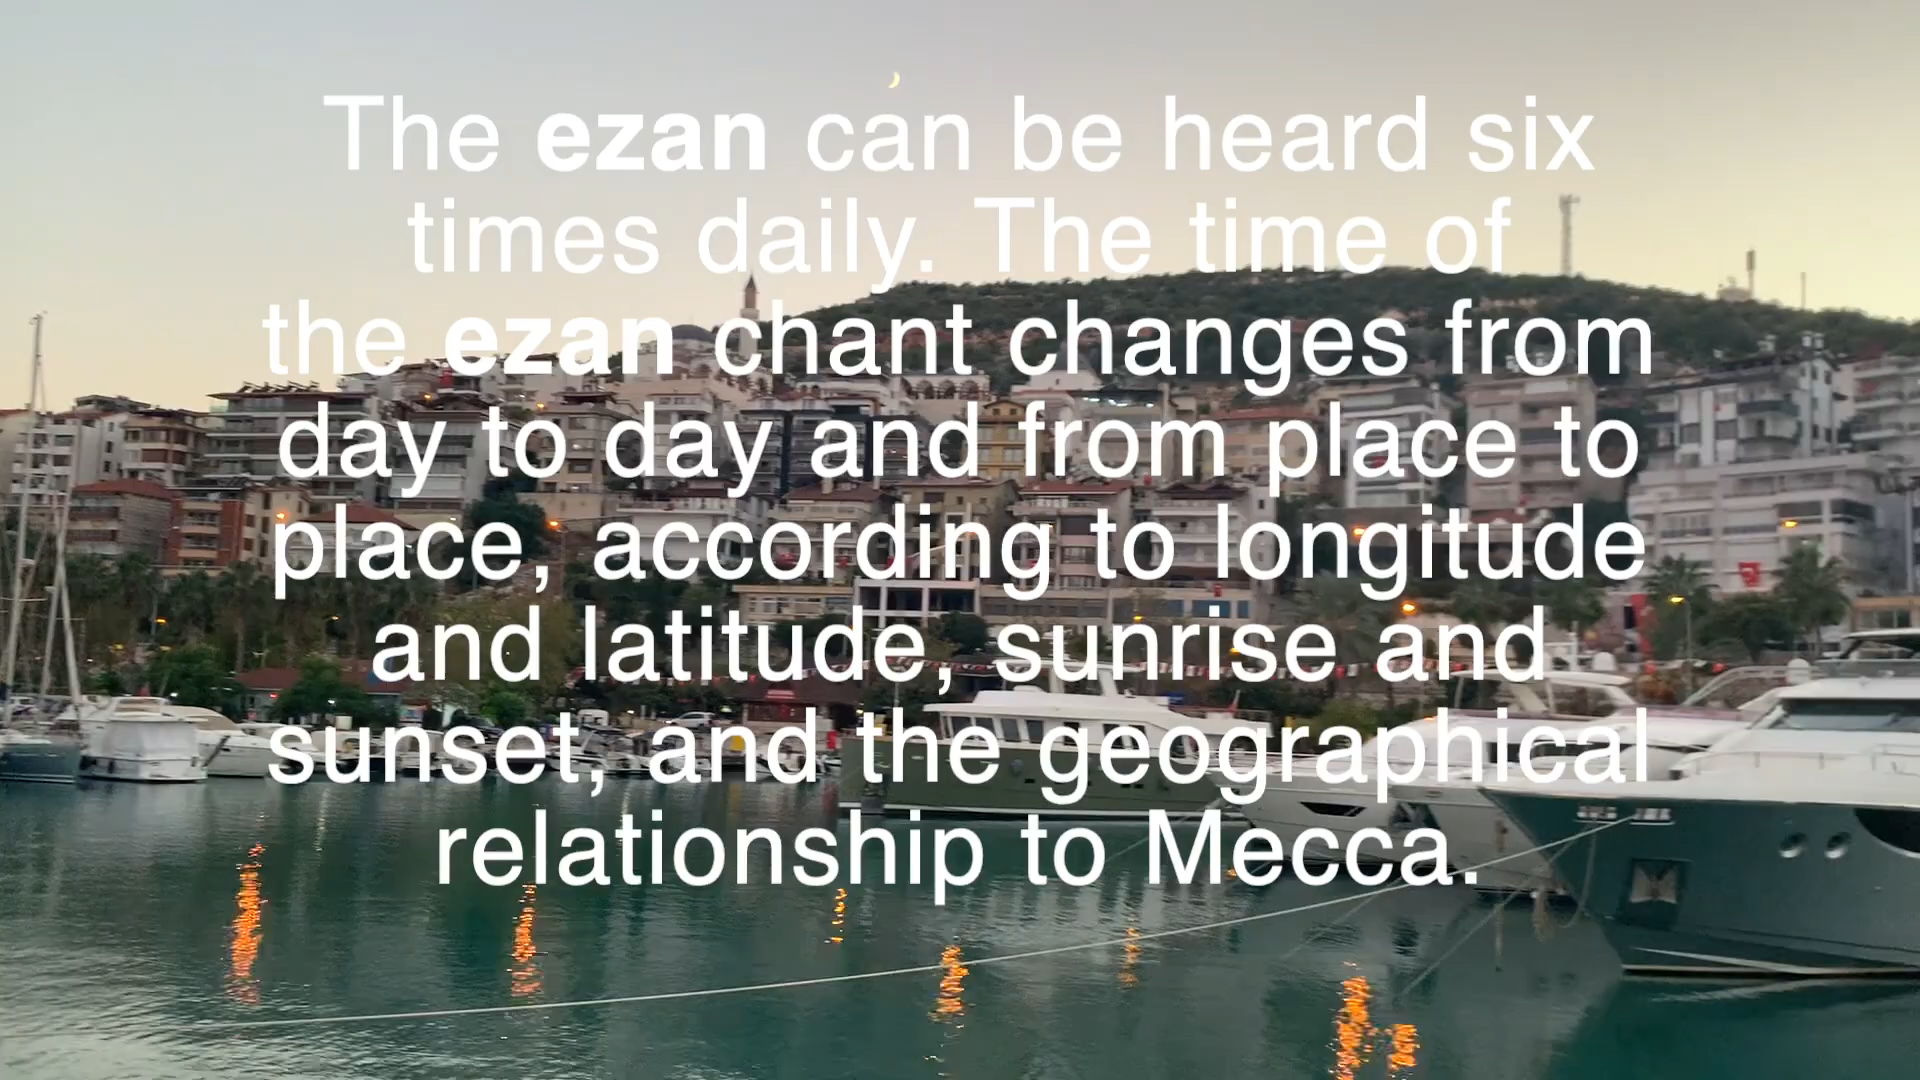 The ezan can be heard six
times daily. The time of
the ezan chant changes from
day to day and from place to
place, according to longitude
and latitude, sunrise and
sunset, and the geographical
relationship to Mecca.